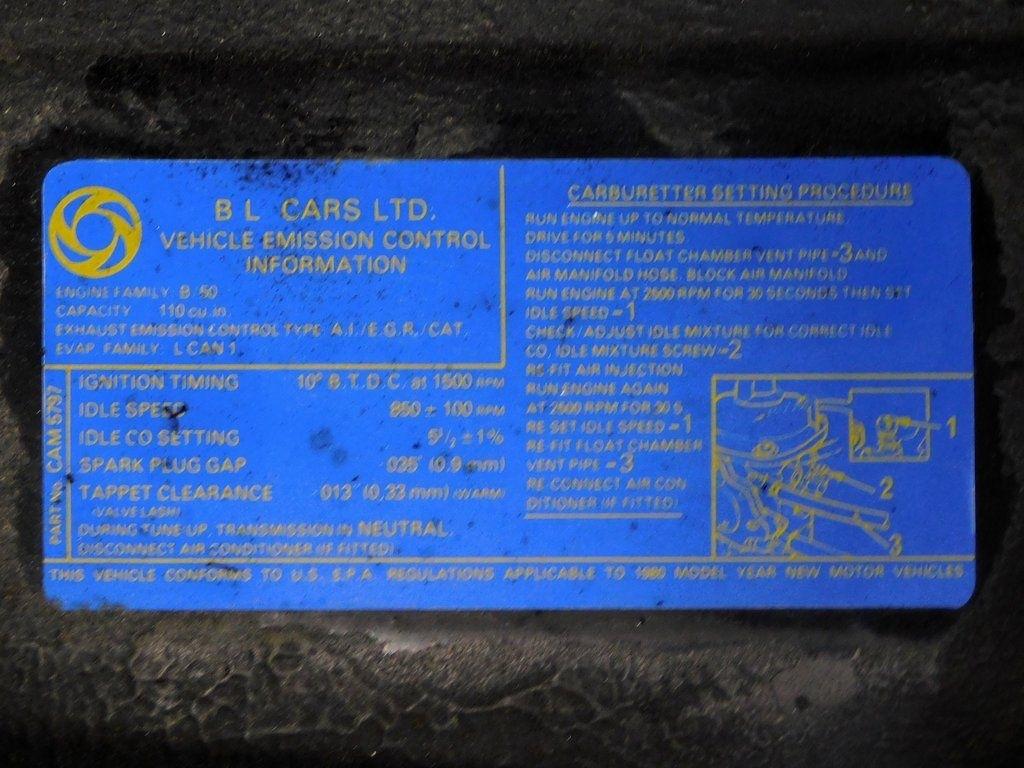 B L CARS LTD.
VEHICLE EMISSION CONTROL
INFORMATION
ENGINE FAMILY B 50
CAPACITY 110 cu in.
EXHAUST EMISSION CONTROL TYPE A.I./E.G.R./CAT.
EVAP FAMILY L CAN 1
PART No CAM 5797
IGNITION TIMING 10° B.T.D.C. at 1500 RPM
IDLE SPEED 850 ± 100 RPM
IDLE CO SETTING 5½ ± 1%
SPARK PLUG GAP .035" (0.9 mm)
TAPPET CLEARANCE .013" (0,33 mm) (WARM)
(VALVE LASH)
DURING TUNE-UP, TRANSMISSION IN NEUTRAL.
DISCONNECT AIR CONDITIONER (IF FITTED)
CARBURETTER SETTING PROCEDURE
RUN ENGINE UP TO NORMAL TEMPERATURE
DRIVE FOR 5 MINUTES
DISCONNECT FLOAT CHAMBER VENT PIPE -3 AND
AIR MANIFOLD HOSE. BLOCK AIR MANIFOLD
RUN ENGINE AT 2500 RPM FOR 30 SECONDS THEN SET
IDLE SPEED -1
CHECK/ADJUST IDLE MIXTURE FOR CORRECT IDLE
CO, IDLE MIXTURE SCREW -2
RE-FIT AIR INJECTION
RUN ENGINE AGAIN
AT 2500 RPM FOR 30 S
RE SET IDLE SPEED -1
RE-FIT FLOAT CHAMBER
VENT PIPE -3
RE CONNECT AIR CON
DITIONER (IF FITTED)
1
2
3
THIS VEHICLE CONFORMS TO U.S. E.P.A. REGULATIONS APPLICABLE TO 1980 MODEL YEAR NEW MOTOR VEHICLES